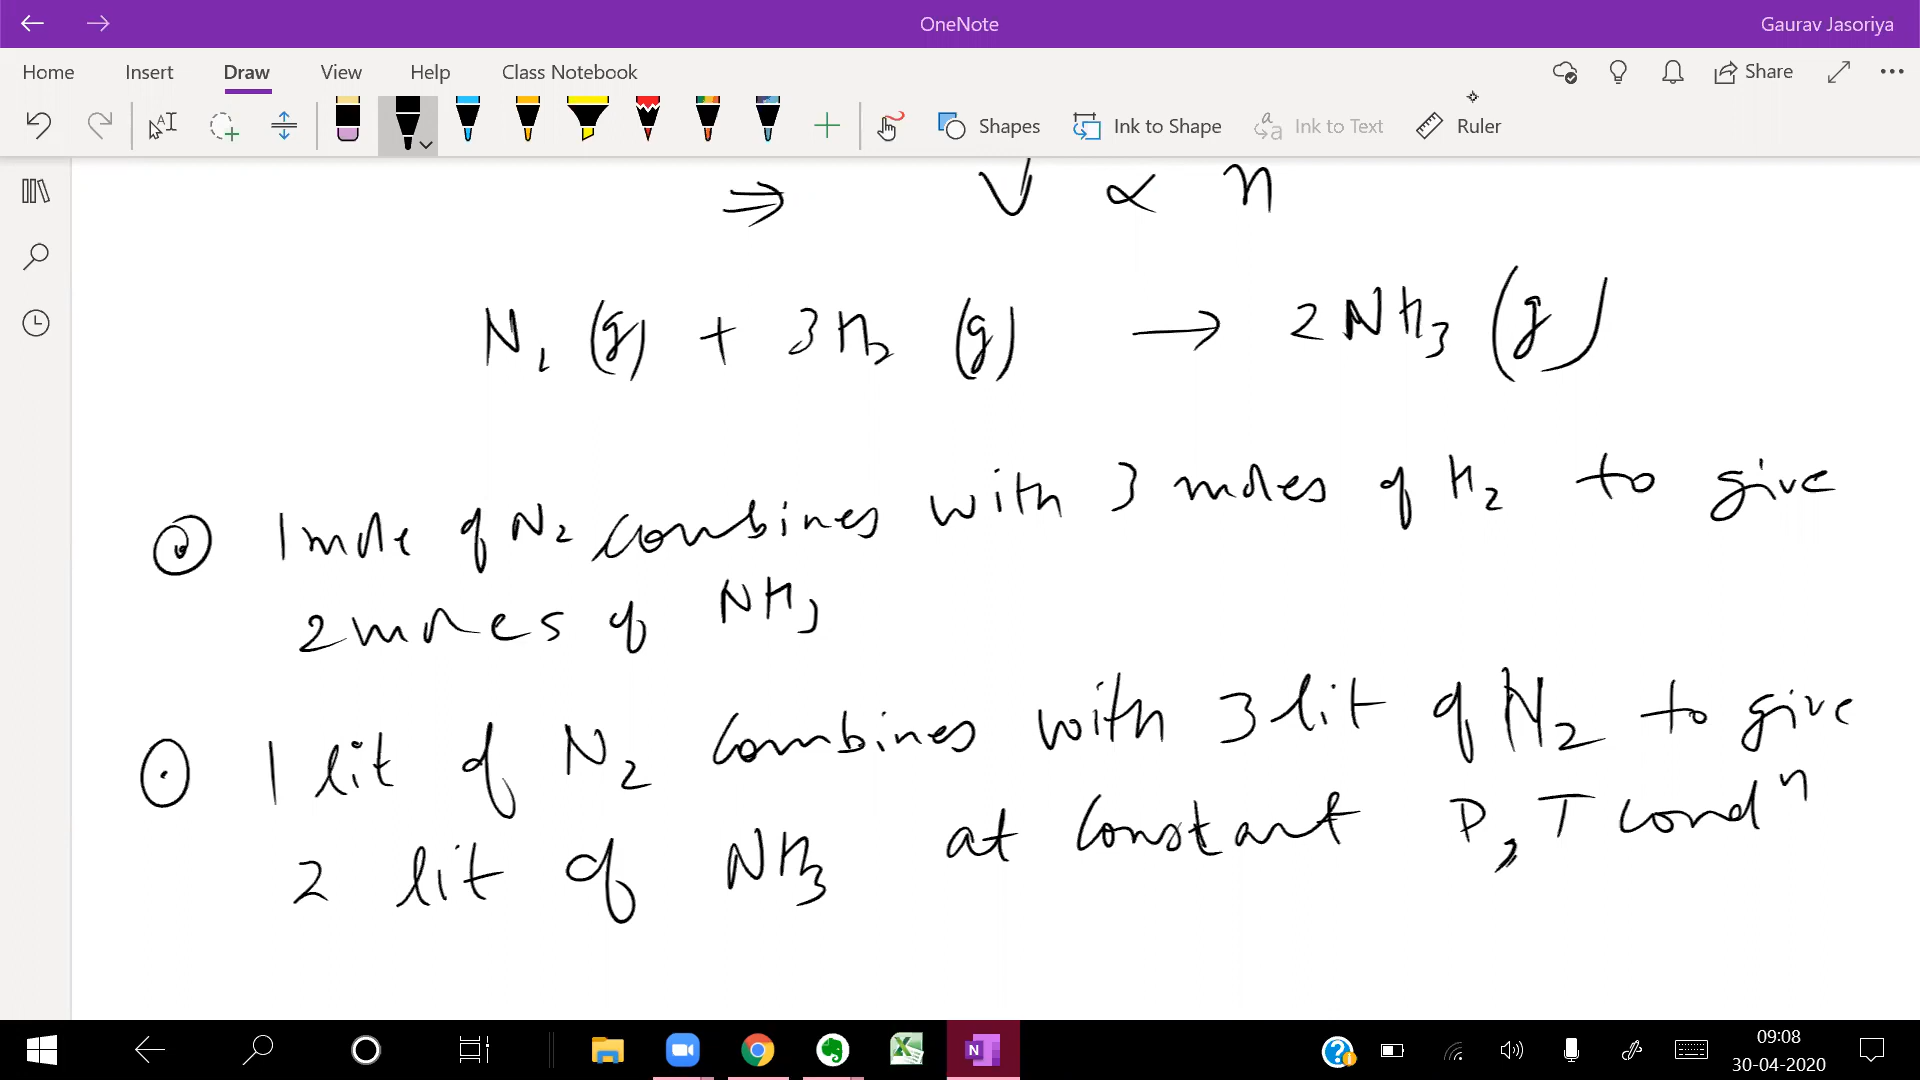 OneNote
Gaurav Jasoriya
Home Insert Draw View Help Class Notebook
Share
Shapes Ink to Shape Ink to Text Ruler
⇒ V ∝ n
N₂ (g) + 3H₂ (g) → 2NH₃ (g)
1 mole of N₂ combines with 3 moles of H₂ to give
2 moles of NH₃
1 lit of N₂ combines with 3 lit of N₂ to give
2 lit of NH₃ at constant P, T condⁿ
09:08
30-04-2020